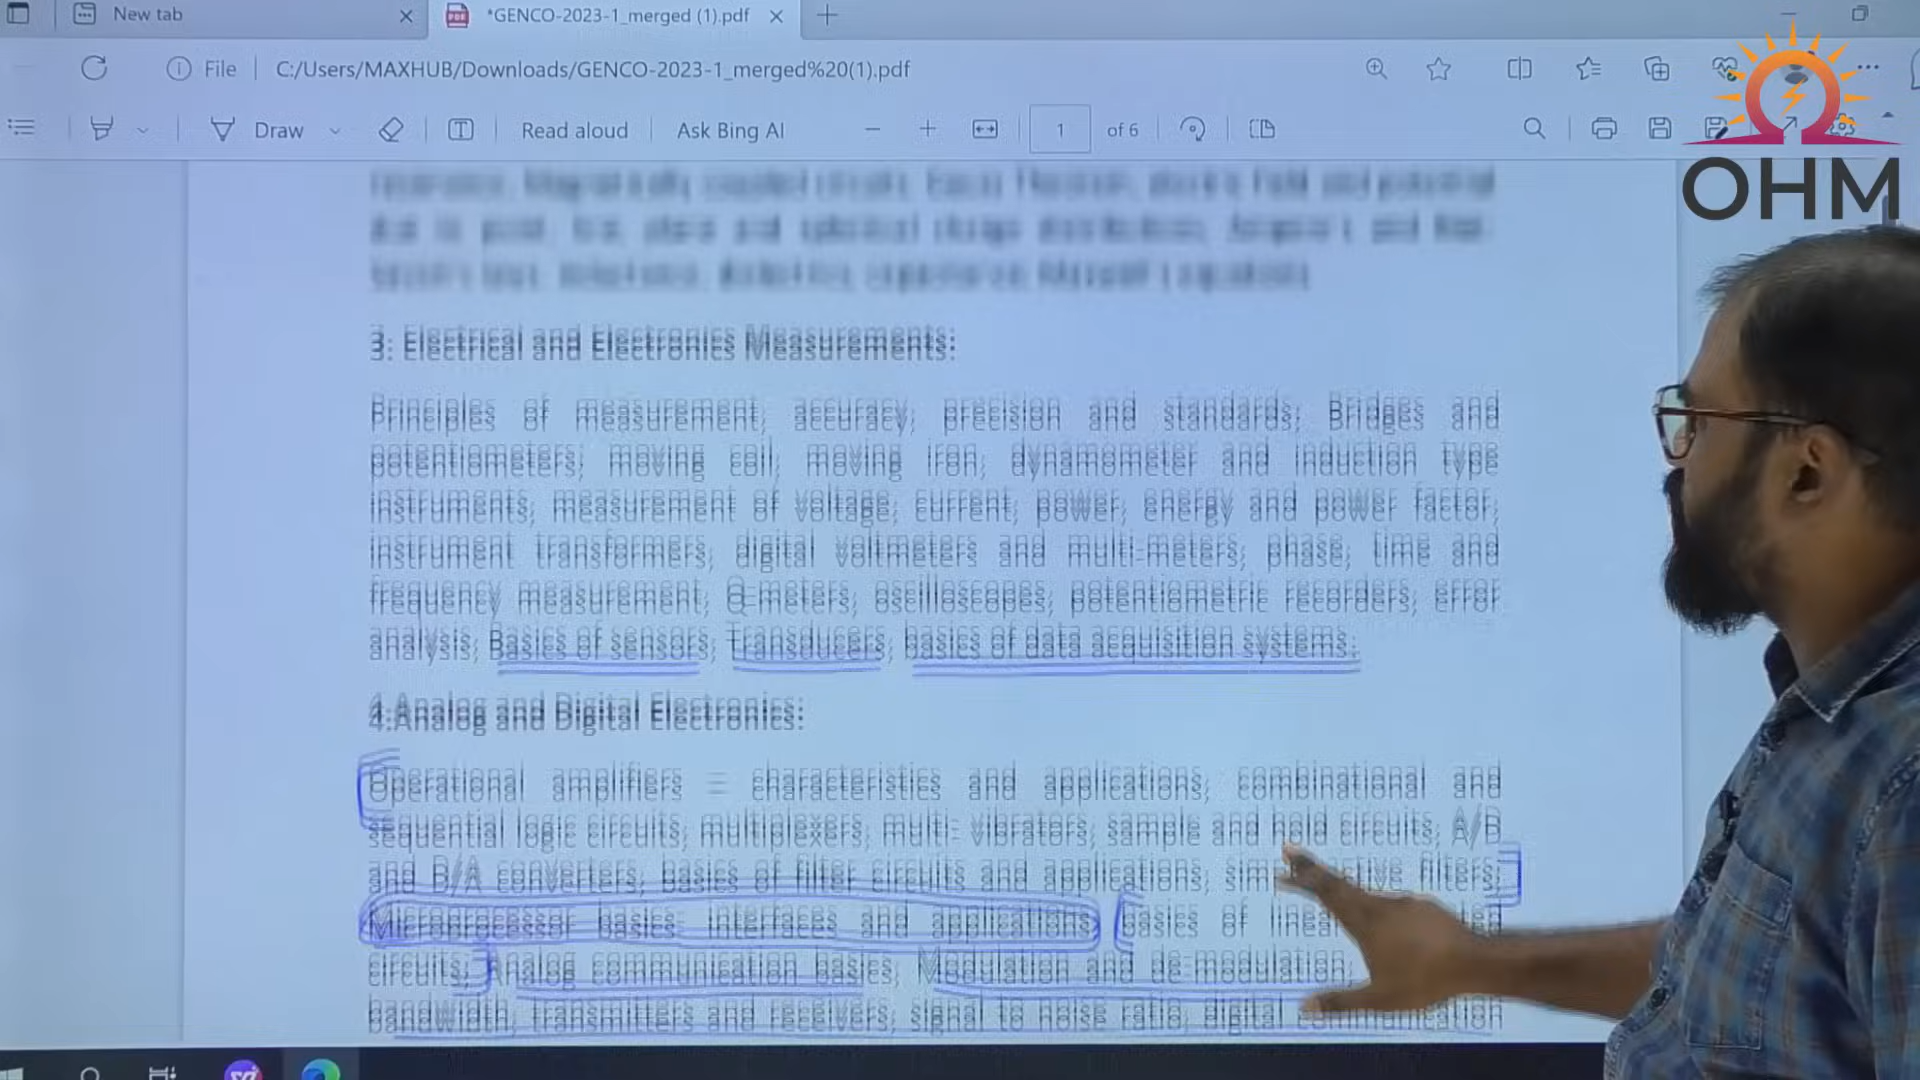 New tab
*GENCO-2023-1_merged (1).pdf
File
C:/Users/MAXHUB/Downloads/GENCO-2023-1_merged%20(1).pdf
Draw
Read aloud
Ask Bing AI
1
of 6
OHM
3: Electrical and Electronics Measurements:
Principles of measurement, accuracy, precision and standards; Bridges and
potentiometers; moving coil, moving iron, dynamometer and induction type
instruments, measurement of voltage, current, power, energy and power factor,
instrument transformers, digital voltmeters and multi-meters, phase, time and
frequency measurement, Q-meters, oscilloscopes, potentiometric recorders, error
analysis, Basics of sensors, Transducers, basics of data acquisition systems.
4.Analog and Digital Electronics:
Operational amplifiers – characteristics and applications, combinational and
sequential logic circuits, multiplexers, multi- vibrators, sample and hold circuits, A/D
and D/A converters, basics of filter circuits and applications, filters;
Microprocessor basics- interfaces and applications, basics of
circuits; Analog communication basics, Modulation and de-modulation,
bandwidth, transmitters and receivers, signal to noise ratio, digital communication